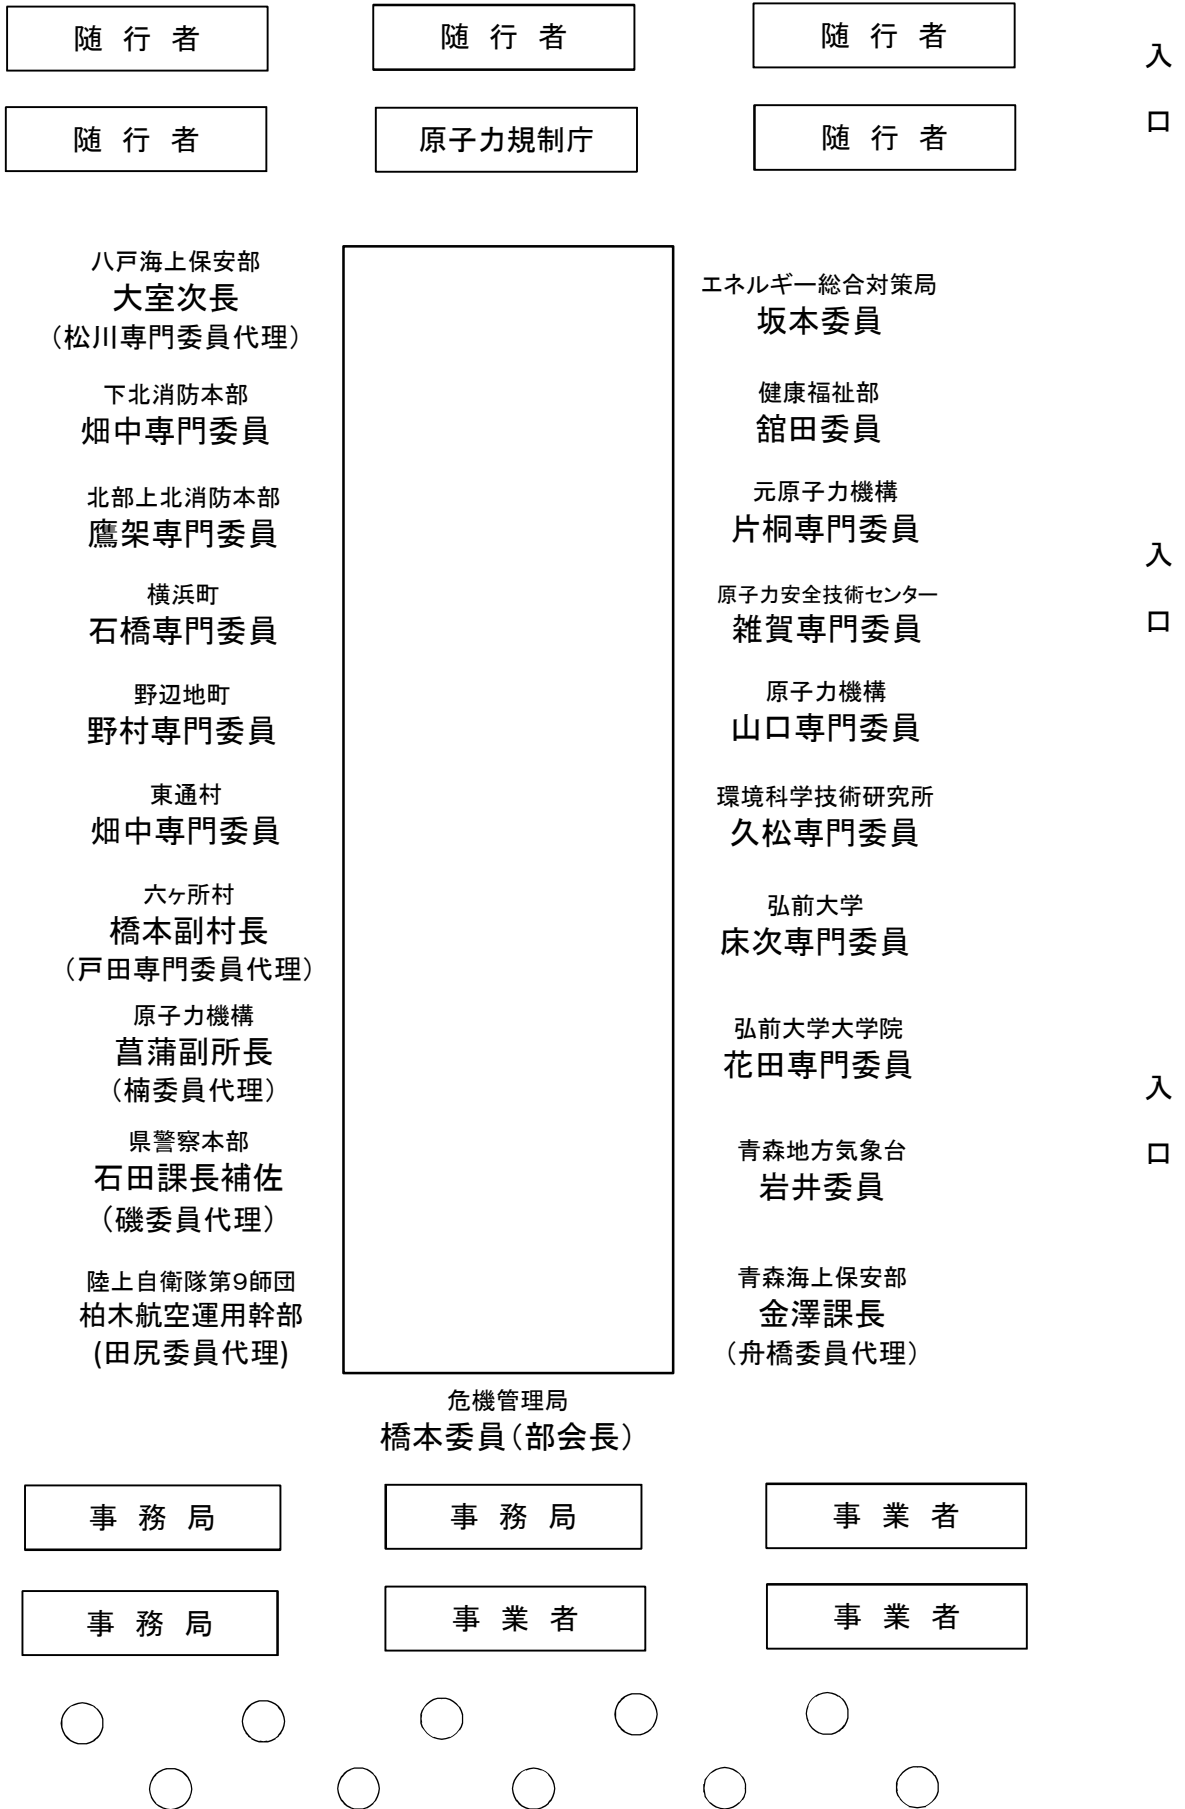 随行者
随行者
随行者
入
口
随行者
原子力規制庁
随行者
八戸海上保安部
大室次長
（松川専門委員代理）
下北消防本部
畑中専門委員
北部上北消防本部
鷹架専門委員
横浜町
石橋専門委員
野辺地町
野村専門委員
東通村
畑中専門委員
六ヶ所村
橋本副村長
（戸田専門委員代理）
原子力機構
菖蒲副所長
（楠委員代理）
県警察本部
石田課長補佐
（磯委員代理）
陸上自衛隊第９師団
柏木航空運用幹部
(田尻委員代理)
エネルギー総合対策局
坂本委員
健康福祉部
舘田委員
元原子力機構
片桐専門委員
原子力安全技術センター
雑賀専門委員
原子力機構
山口専門委員
環境科学技術研究所
久松専門委員
弘前大学
床次専門委員
弘前大学大学院
花田専門委員
青森地方気象台
岩井委員
青森海上保安部
金澤課長
（舟橋委員代理）
入
口
入
口
危機管理局
橋本委員（部会長）
事務局
事務局
事業者
事務局
事業者
事業者